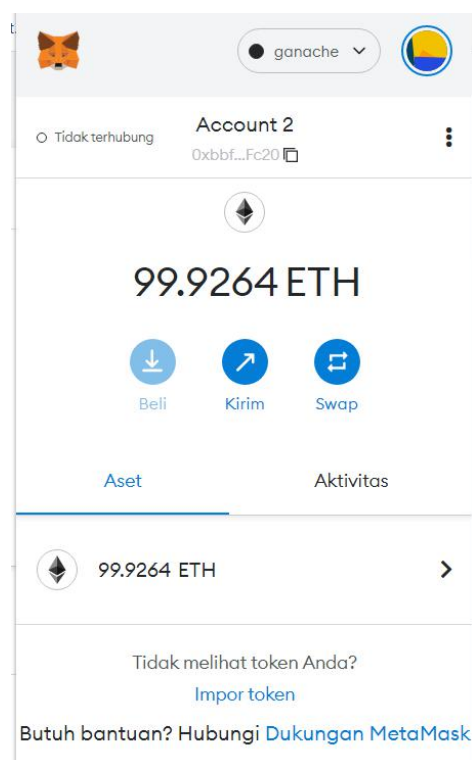 ganache
Account 2
Tidak terhubung
0xbbf...Fc20
99.9264 ETH
Beli Kirim Swap
Aset Aktivitas
99.9264 ETH
Tidak melihat token Anda?
Impor token
Butuh bantuan? Hubungi Dukungan MetaMask